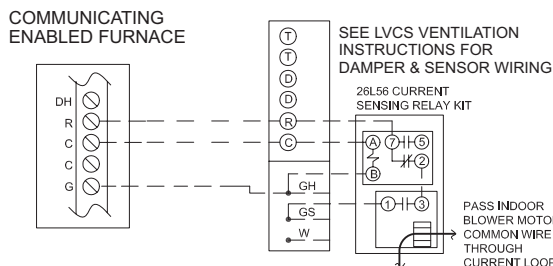 COMMUNICATING
ENABLED FURNACE
DH
R
C
C
G
T
T
D
D
R
C
GH
GS
W
SEE LVCS VENTILATION
INSTRUCTIONS FOR
DAMPER & SENSOR WIRING
26L56 CURRENT
SENSING RELAY KIT
A 7 5
2
B
1 3
PASS INDOOR
BLOWER MOTOR
COMMON WIRE
THROUGH
CURRENT LOOP